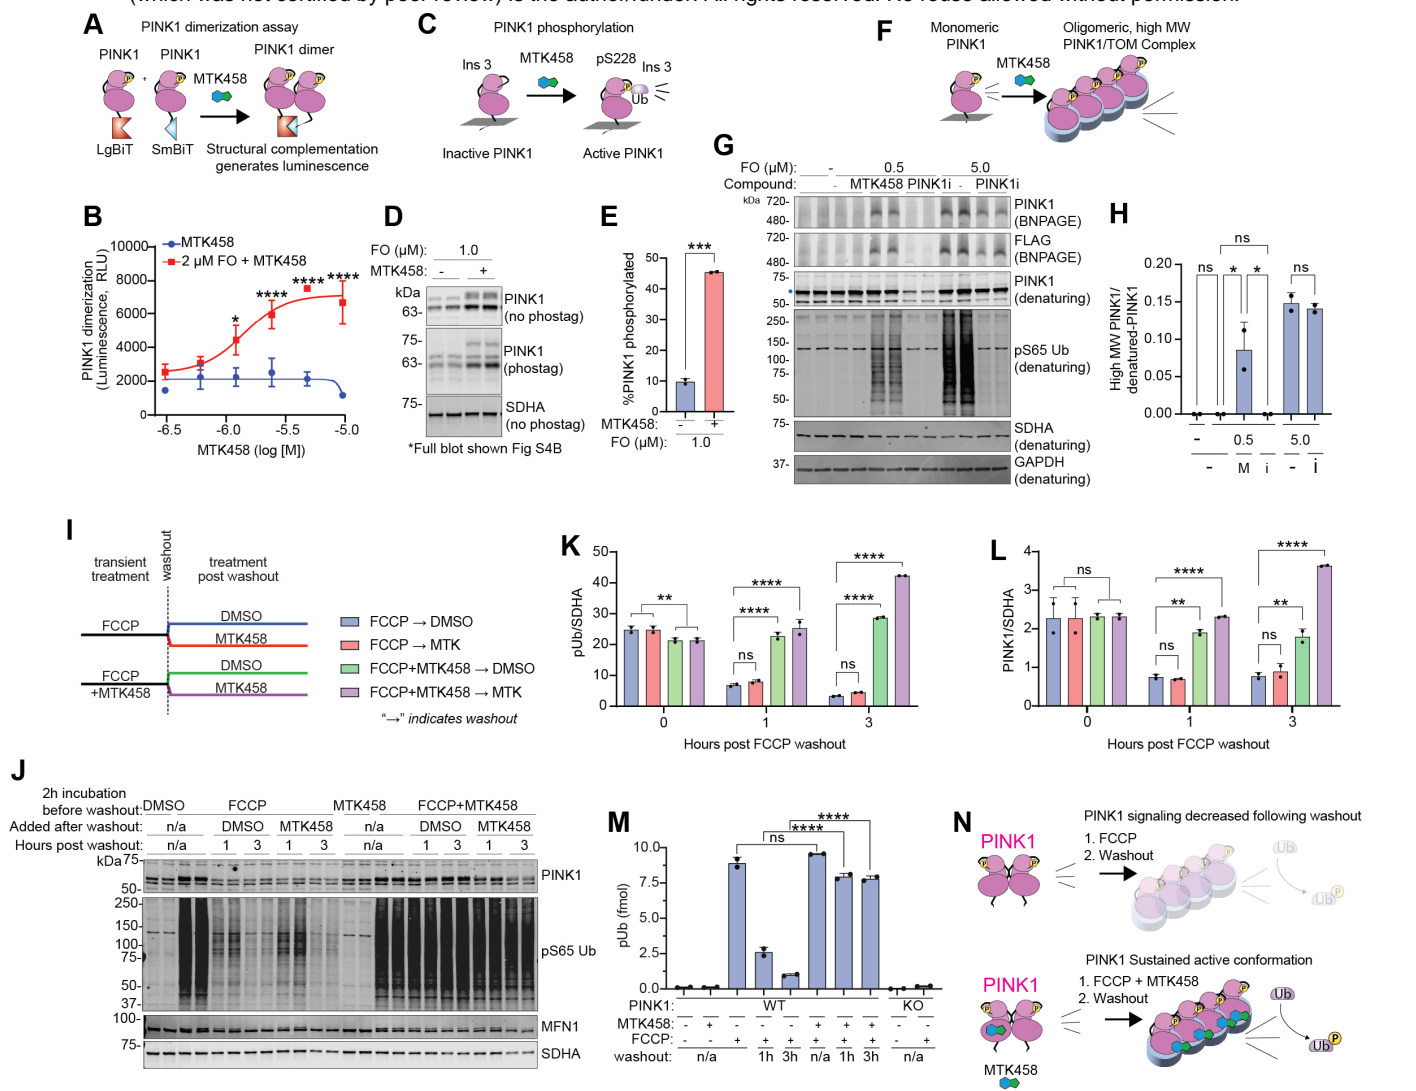 (which was not certified by peer review) is the author/funder. All rights reserved. No reuse allowed without permission.
A
PINK1 dimerization assay
PINK1
PINK1
PINK1 dimer
+
MTK458
P
P
P
P
LgBiT
SmBiT
Structural complementation
generates luminescence
C
PINK1 phosphorylation
Ins 3
MTK458
pS228
Ins 3
P
Ub
Inactive PINK1
Active PINK1
F
Monomeric
PINK1
Oligomeric, high MW
PINK1/TOM Complex
MTK458
P
P
P
P
P
B
MTK458
2 µM FO + MTK458
PINK1 dimerization
(Luminescence, RLU)
10000
8000
6000
4000
2000
0
*
****
****
****
-6.5
-6.0
-5.5
-5.0
MTK458 (log [M])
D
FO (µM): 1.0
MTK458: - +
kDa
63-
PINK1
(no phostag)
75-
63-
PINK1
(phostag)
75-
SDHA
(no phostag)
*Full blot shown Fig S4B
E
%PINK1 phosphorylated
50
40
30
20
10
0
***
MTK458: - +
FO (µM): 1.0
G
FO (µM): - 0.5 5.0
Compound: - MTK458 PINK1i - PINK1i
kDa
720-
480-
PINK1
(BNPAGE)
720-
480-
FLAG
(BNPAGE)
75-
50-
PINK1
(denaturing)
250-
150-
100-
75-
50-
pS65 Ub
(denaturing)
75-
SDHA
(denaturing)
37-
GAPDH
(denaturing)
H
High MW PINK1/
denatured-PINK1
0.20
0.15
0.10
0.05
0.00
ns
ns
*
*
ns
- 0.5 5.0
- M i - i
I
transient
treatment
washout
treatment
post washout
FCCP
DMSO
MTK458
FCCP
+MTK458
DMSO
MTK458
FCCP → DMSO
FCCP → MTK
FCCP+MTK458 → DMSO
FCCP+MTK458 → MTK
“→” indicates washout
K
pUb/SDHA
50
40
30
20
10
0
**
ns
****
****
ns
****
****
0
1
3
Hours post FCCP washout
L
PINK1/SDHA
4
3
2
1
0
ns
ns
**
****
ns
**
****
0
1
3
Hours post FCCP washout
J
2h incubation
before washout: DMSO FCCP MTK458 FCCP+MTK458
Added after washout: n/a DMSO MTK458 n/a DMSO MTK458
Hours post washout: n/a 1 3 1 3 n/a 1 3 1 3
kDa
75-
50-
PINK1
250-
150-
100-
75-
50-
37-
pS65 Ub
100-
MFN1
75-
SDHA
M
pUb (fmol)
10.0
7.5
5.0
2.5
0.0
ns
****
****
PINK1: WT KO
MTK458: - + - - - + + + - -
FCCP: - - + + + + + + - +
washout: n/a 1h 3h n/a 1h 3h n/a
N
PINK1 signaling decreased following washout
PINK1
1. FCCP
2. Washout
P
P
P
P
P
P
Ub
Ub
P
PINK1 Sustained active conformation
PINK1
1. FCCP + MTK458
2. Washout
P
P
P
P
P
P
Ub
Ub
P
MTK458